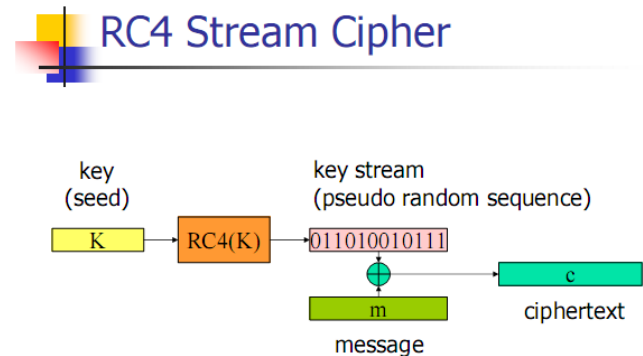 RC4 Stream Cipher
key
(seed)
key stream
(pseudo random sequence)
K
RC4(K)
011010010111
c
m
ciphertext
message